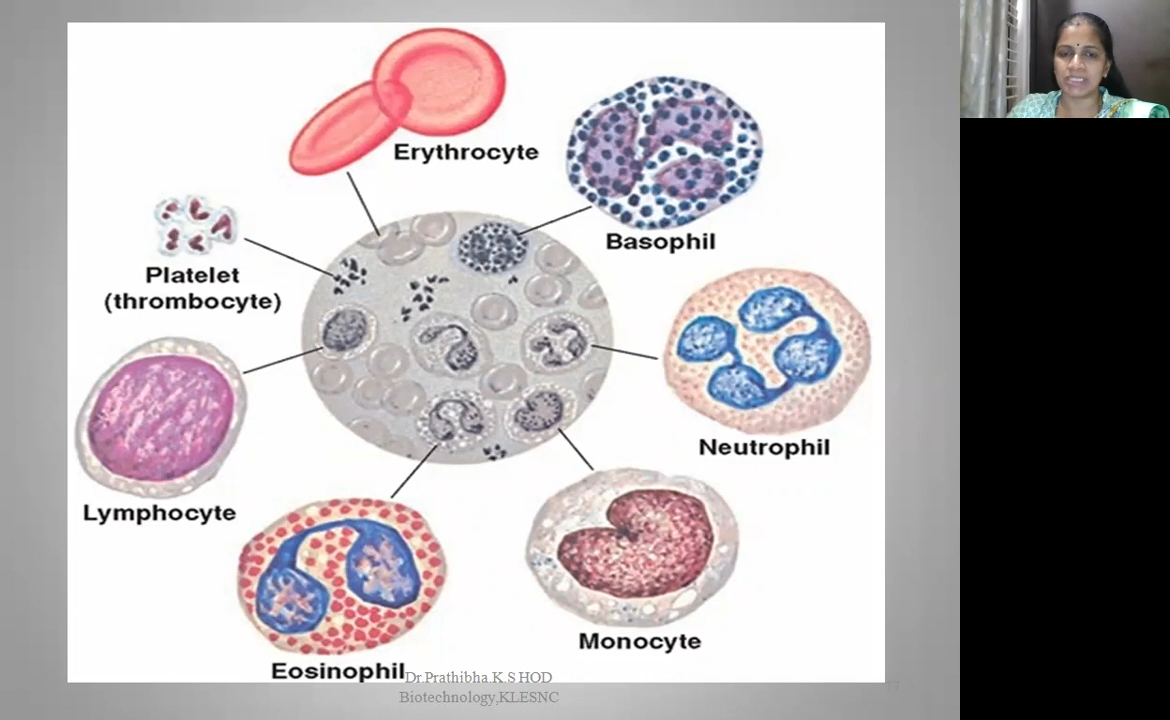 Erythrocyte
Basophil
Platelet
(thrombocyte)
Neutrophil
Lymphocyte
Monocyte
Eosinophil
Dr.Prathibha.K.S HOD
Biotechnology,KLESNC